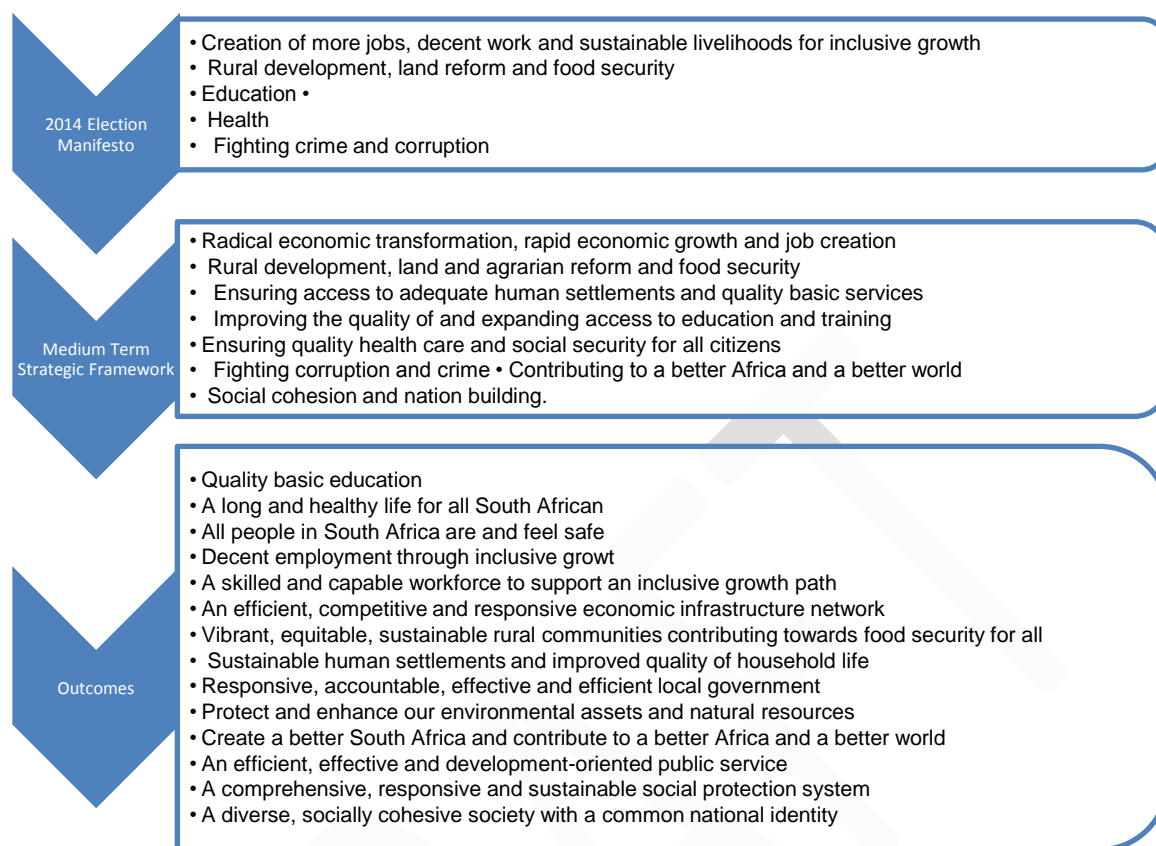 2014 Election
Manifesto
• Creation of more jobs, decent work and sustainable livelihoods for inclusive growth
• Rural development, land reform and food security
• Education •
• Health
• Fighting crime and corruption
Medium Term
Strategic Framework
• Radical economic transformation, rapid economic growth and job creation
• Rural development, land and agrarian reform and food security
• Ensuring access to adequate human settlements and quality basic services
• Improving the quality of and expanding access to education and training
• Ensuring quality health care and social security for all citizens
• Fighting corruption and crime • Contributing to a better Africa and a better world
• Social cohesion and nation building.
Outcomes
• Quality basic education
• A long and healthy life for all South African
• All people in South Africa are and feel safe
• Decent employment through inclusive growt
• A skilled and capable workforce to support an inclusive growth path
• An efficient, competitive and responsive economic infrastructure network
• Vibrant, equitable, sustainable rural communities contributing towards food security for all
• Sustainable human settlements and improved quality of household life
• Responsive, accountable, effective and efficient local government
• Protect and enhance our environmental assets and natural resources
• Create a better South Africa and contribute to a better Africa and a better world
• An efficient, effective and development-oriented public service
• A comprehensive, responsive and sustainable social protection system
• A diverse, socially cohesive society with a common national identity